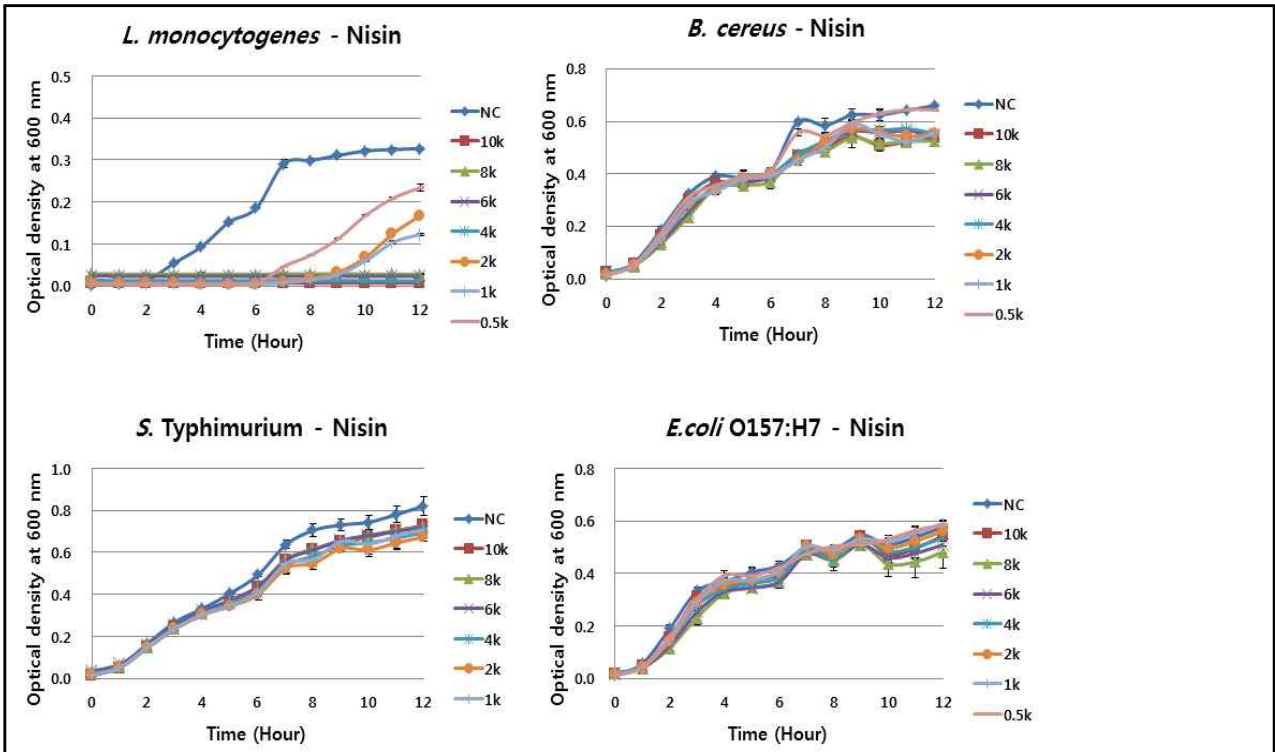 L. monocytogenes - Nisin
Optical density at 600 nm
0.5
0.4
0.3
0.2
0.1
0.0
0 2 4 6 8 10 12
Time (Hour)
NC
10k
8k
6k
4k
2k
1k
0.5k
B. cereus - Nisin
Optical density at 600 nm
0.8
0.6
0.4
0.2
0.0
0 2 4 6 8 10 12
Time (Hour)
NC
10k
8k
6k
4k
2k
1k
0.5k
S. Typhimurium - Nisin
Optical density at 600 nm
1.0
0.8
0.6
0.4
0.2
0.0
0 2 4 6 8 10 12
Time (Hour)
NC
10k
8k
6k
4k
2k
1k
E.coli O157:H7 - Nisin
Optical density at 600 nm
0.8
0.6
0.4
0.2
0.0
0 2 4 6 8 10 12
Time (Hour)
NC
10k
8k
6k
4k
2k
1k
0.5k